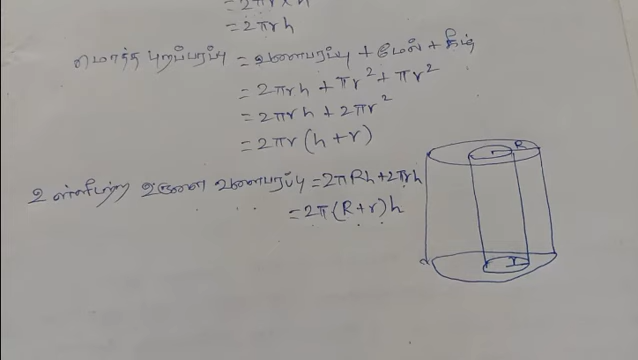 = 2πr × h
= 2πrh
மொத்த புறப்பரப்பு = வளைபரப்பு + மேல் + கீழ்
= 2πrh + πr² + πr²
= 2πrh + 2πr²
= 2πr (h + r)
உள்ளீடற்ற உருளை வளைபரப்பு = 2πRh + 2πrh
= 2π (R + r) h
R
r